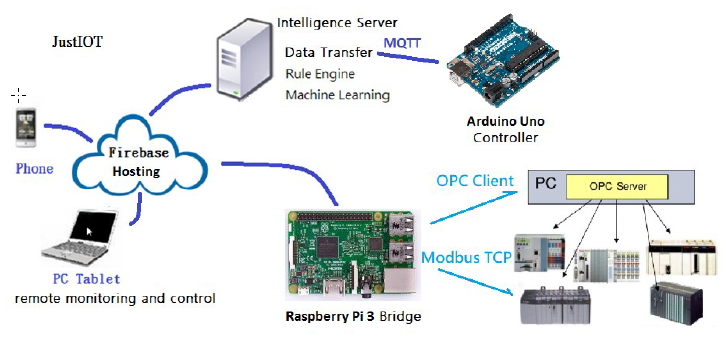 JustIOT
Intelligence Server
Data Transfer
Rule Engine
Machine Learning
MQTT
Arduino Uno
Controller
Phone
Firebase
Hosting
PC Tablet
remote monitoring and control
Raspberry Pi 3 Bridge
OPC Client
Modbus TCP
PC
OPC Server